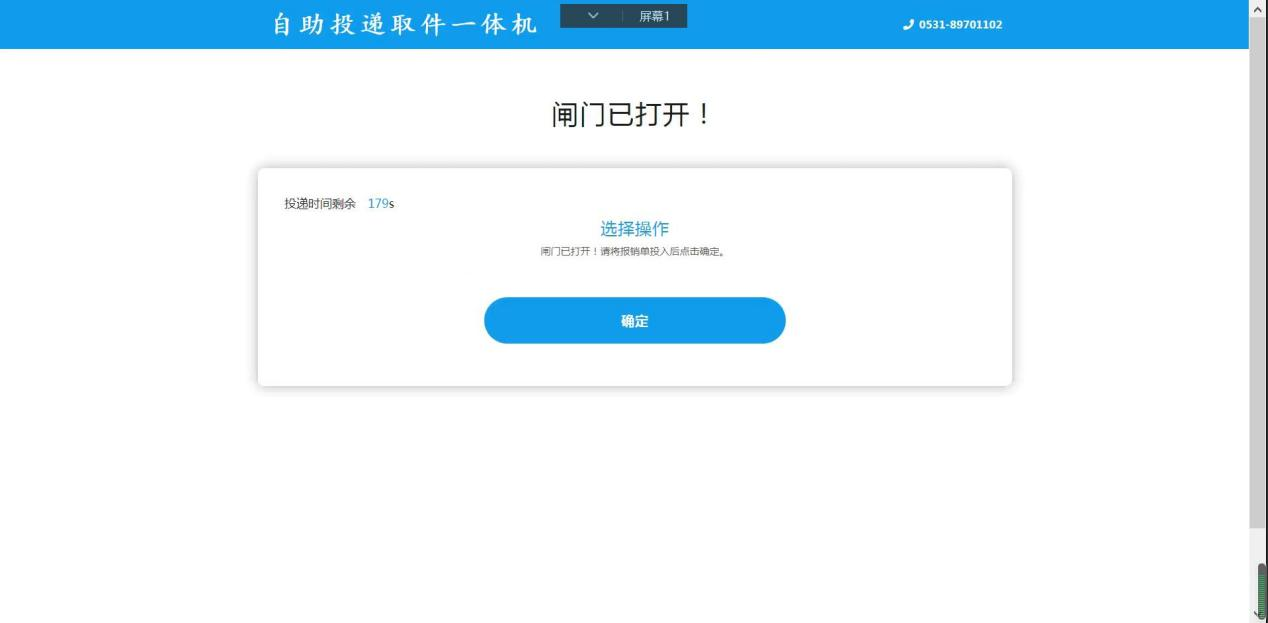 自助投递取件一体机
屏幕1
0531-89701102
闸门已打开！
投递时间剩余 179s
选择操作
闸门已打开！请将报销单投入后点击确定。
确定